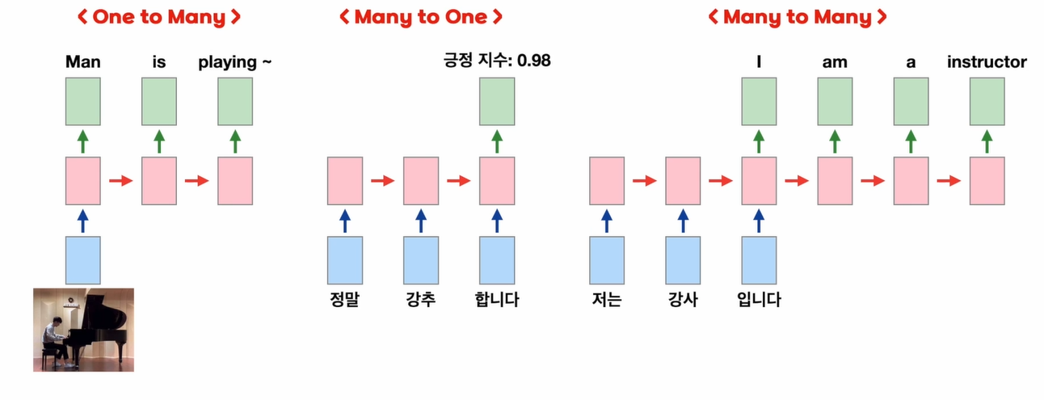 < One to Many >
Man is playing ~
< Many to One >
긍정 지수: 0.98
정말 강추 합니다
< Many to Many >
I am a instructor
저는 강사 입니다